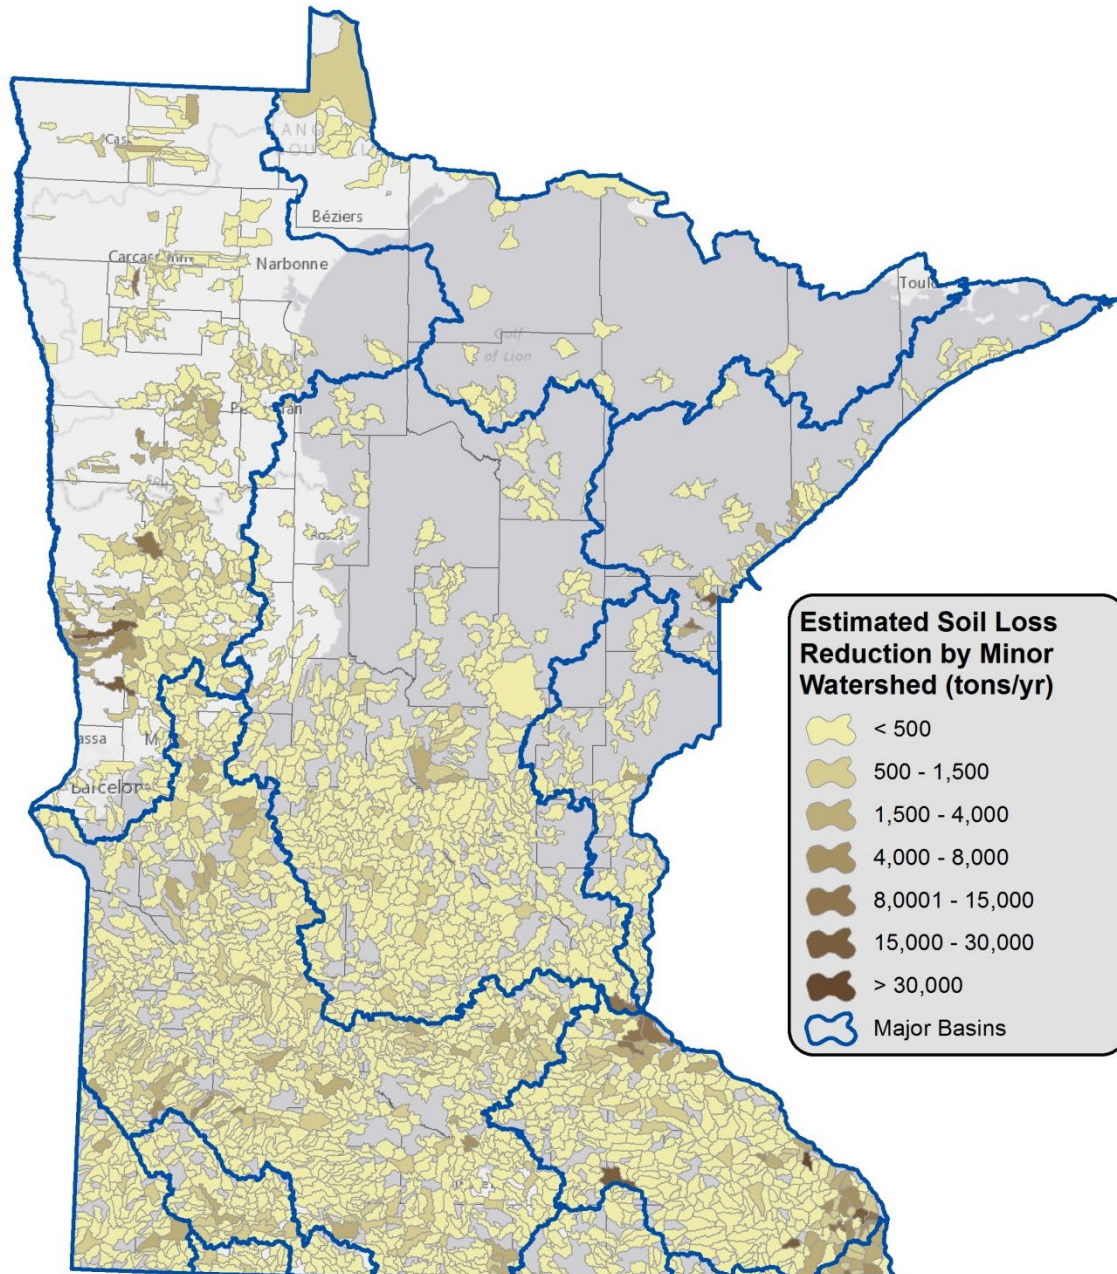 Béziers
Narbonne
Gulf
of Lion
Estimated Soil Loss
Reduction by Minor
Watershed (tons/yr)
< 500
500 - 1,500
1,500 - 4,000
4,000 - 8,000
8,0001 - 15,000
15,000 - 30,000
> 30,000
Major Basins